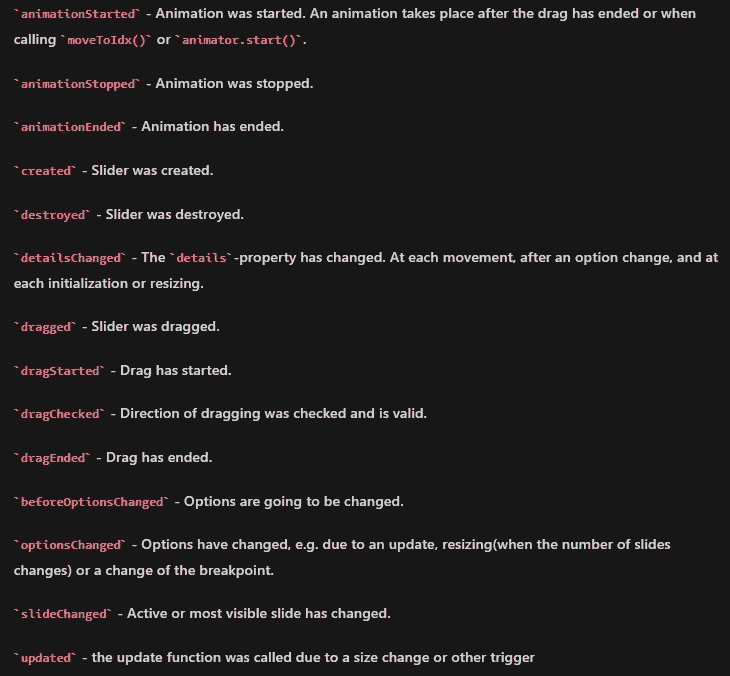 `animationStarted` - Animation was started. An animation takes place after the drag has ended or when
calling `moveToIdx()` or `animator.start()`.
`animationStopped` - Animation was stopped.
`animationEnded` - Animation has ended.
`created` - Slider was created.
`destroyed` - Slider was destroyed.
`detailsChanged` - The `details`-property has changed. At each movement, after an option change, and at
each initialization or resizing.
`dragged` - Slider was dragged.
`dragStarted` - Drag has started.
`dragChecked` - Direction of dragging was checked and is valid.
`dragEnded` - Drag has ended.
`beforeOptionsChanged` - Options are going to be changed.
`optionsChanged` - Options have changed, e.g. due to an update, resizing(when the number of slides
changes) or a change of the breakpoint.
`slideChanged` - Active or most visible slide has changed.
`updated` - the update function was called due to a size change or other trigger